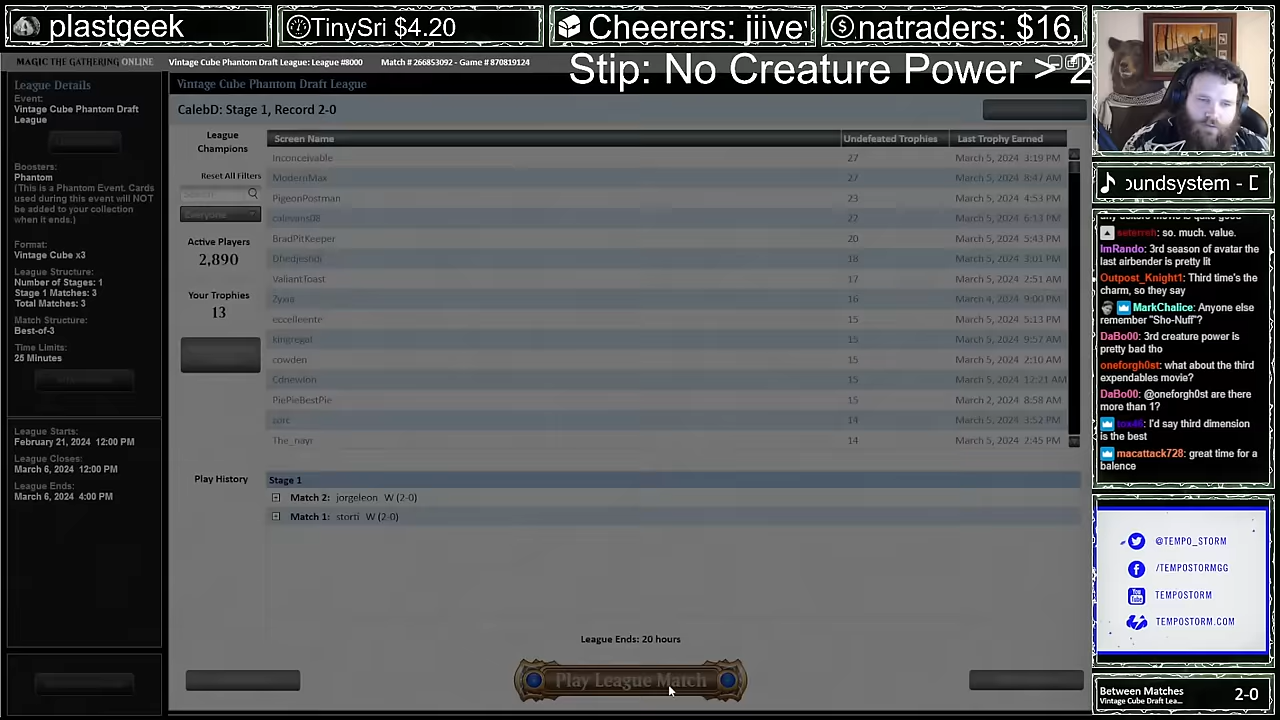 plastgeek
TinySri $4.20
Cheerers: jiive
natraders: $16,
MAGIC THE GATHERING ONLINE
Vintage Cube Phantom Draft League: League #8000
Match # 266853092 - Game # 870819124
Stip: No Creature Power > 2
League Details
Event:
Vintage Cube Phantom Draft
League
Boosters:
Phantom
(This is a Phantom Event. Cards
used during this event will NOT
be added to your collection
when it ends.)
Format:
Vintage Cube x3
League Structure:
Number of Stages: 1
Stage 1 Matches: 3
Total Matches: 3
Match Structure:
Best-of-3
Time Limits:
25 Minutes
League Starts:
February 21, 2024 12:00 PM
League Closes:
March 6, 2024 12:00 PM
League Ends:
March 6, 2024 4:00 PM
Vintage Cube Phantom Draft League
CalebD: Stage 1, Record 2-0
League
Champions
Reset All Filters
Search
Everyone
Active Players
2,890
Your Trophies
13
Screen Name Undefeated Trophies Last Trophy Earned
Inconceivable 27 March 5, 2024 3:19 PM
ModernMax 27 March 5, 2024 8:47 AM
PigeonPostman 23 March 5, 2024 4:53 PM
22 March 5, 2024 6:13 PM
BradPitKeeper 20 March 5, 2024 5:43 PM
18 March 5, 2024 3:01 PM
ValiantToast 17 March 5, 2024 2:51 AM
16 March 4, 2024 9:00 PM
eccelleente 15 March 5, 2024 5:13 PM
kingregal 15 March 5, 2024 9:57 AM
cowden 15 March 5, 2024 2:10 AM
Cdnewion 15 March 5, 2024 12:21 AM
PiePieBestPie 15 March 2, 2024 8:58 AM
14 March 5, 2024 3:52 PM
The_nayr 14 March 5, 2024 2:45 PM
Play History
Stage 1
Match 2: jorgeleon W (2-0)
Match 1: storti W (2-0)
League Ends: 20 hours
Play League Match
oundsystem - D
seterreh: so. much. value.
ImRando: 3rd season of avatar the
last airbender is pretty lit
Outpost_Knight1: Third time's the
charm, so they say
MarkChalice: Anyone else
remember "Sho-Nuff"?
DaBo00: 3rd creature power is
pretty bad tho
oneforgh0st: what about the third
expendables movie?
DaBo00: @oneforgh0st are there
more than 1?
I'd say third dimension
is the best
macattack728: great time for a
balence
@TEMPO_STORM
/TEMPOSTORMGG
TEMPOSTORM
TEMPOSTORM.COM
Between Matches
Vintage Cube Draft Lea...
2-0